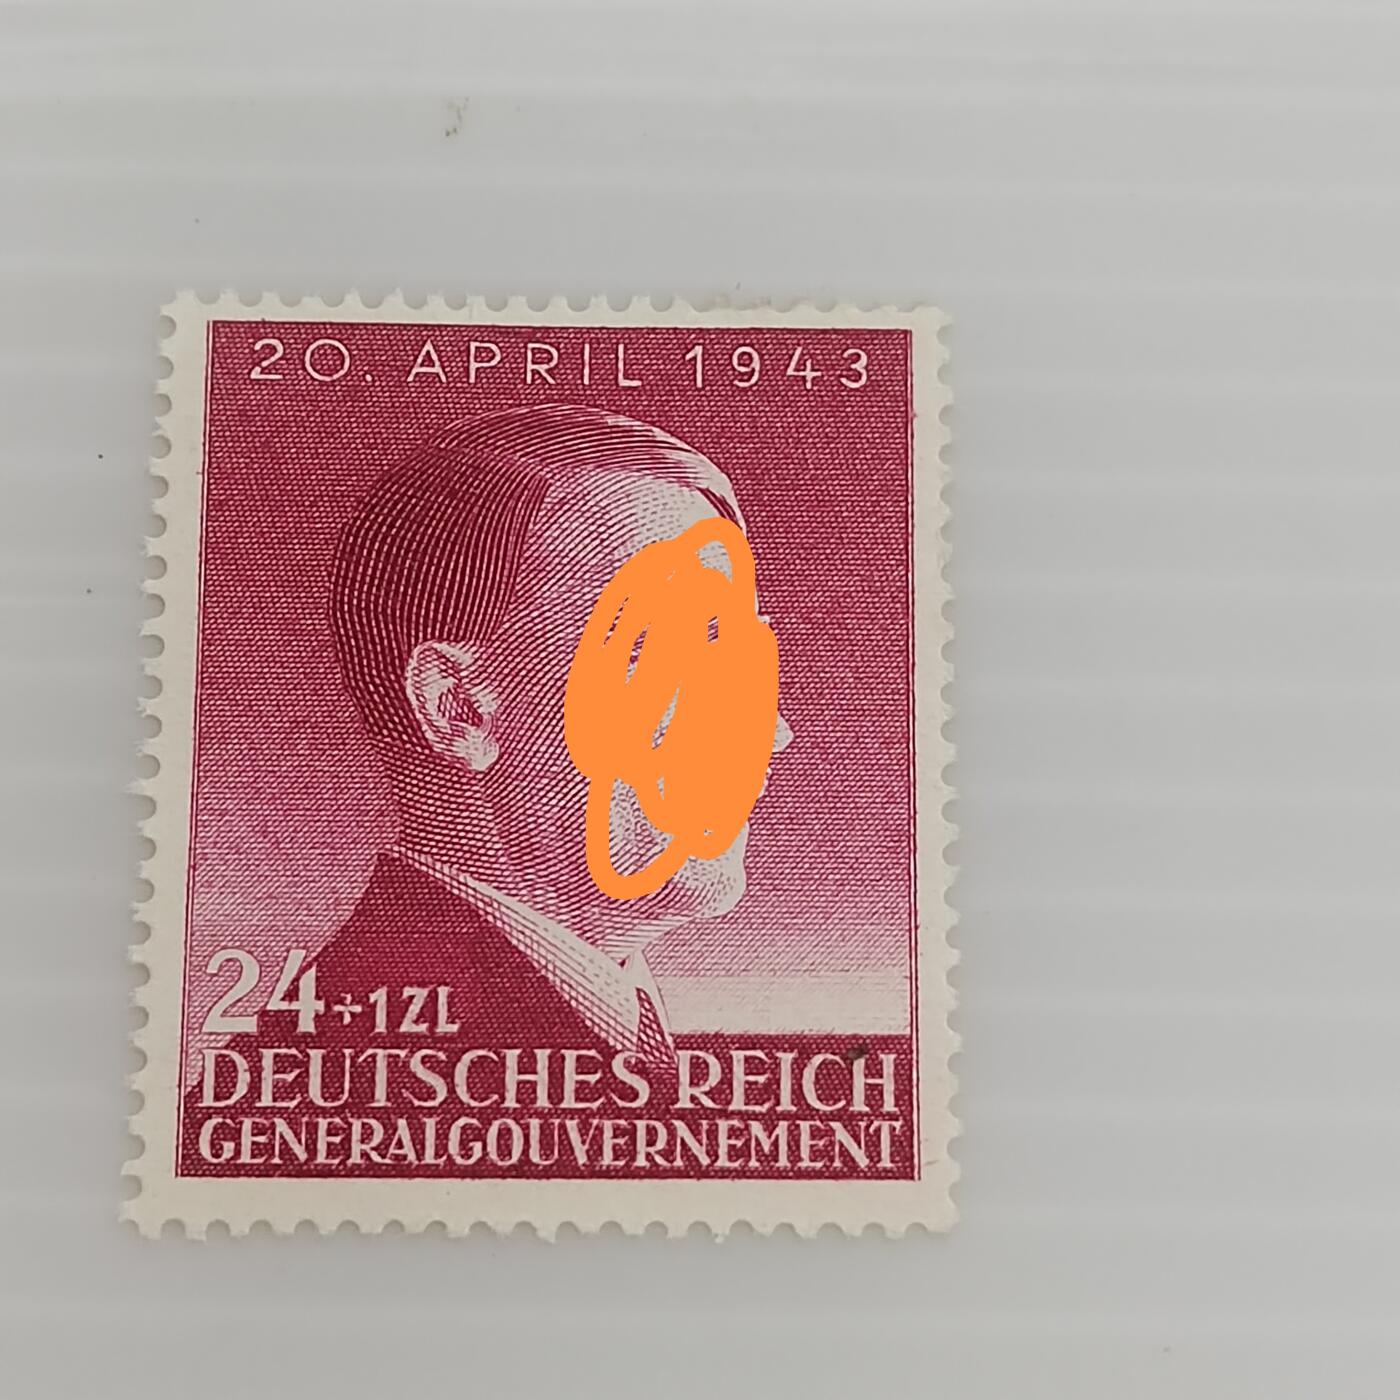 20. APRIL 1943
24+1ZL
DEUTSCHES REICH
GENERALGOUVERNEMENT